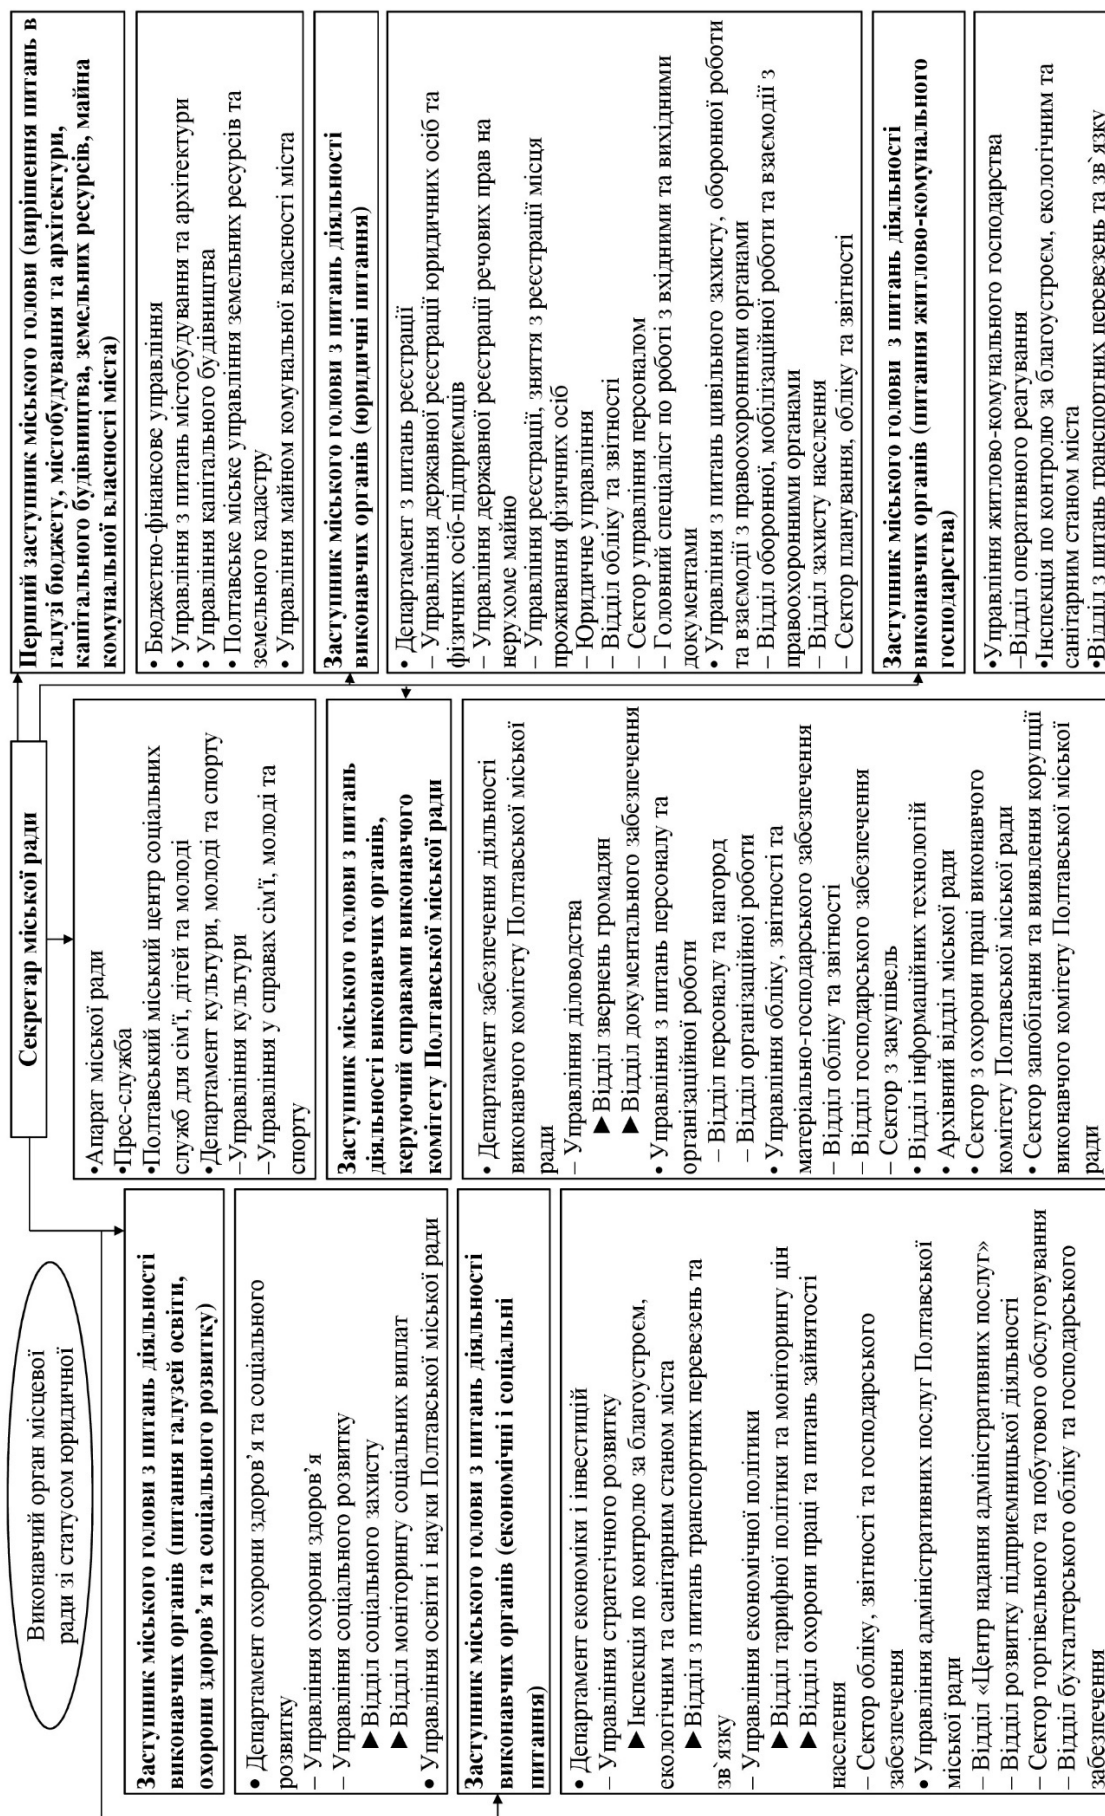 Виконавчий орган місцевої
ради зі статусом юридичної
Секретар міської ради
Заступник міського голови з питань діяльності
виконавчих органів (питання галузей освіти,
охорони здоров’я та соціального розвитку)
• Департамент охорони здоров’я та соціального
розвитку
– Управління охорони здоров’я
– Управління соціального розвитку
►Відділ соціального захисту
►Відділ моніторингу соціальних виплат
• Управління освіти і науки Полтавської міської ради
Заступник міського голови з питань діяльності
виконавчих органів (економічні і соціальні
питання)
• Департамент економіки і інвестицій
– Управління стратегічного розвитку
► Інспекція по контролю за благоустроєм,
екологічним та санітарним станом міста
►Відділ з питань транспортних перевезень та
зв`язку
– Управління економічної політики
►Відділ тарифної політики та моніторингу цін
►Відділ охорони праці та питань зайнятості
населення
– Сектор обліку, звітності та господарського
забезпечення
• Управління адміністративних послуг Полтавської
міської ради
– Відділ «Центр надання адміністративних послуг»
– Відділ розвитку підприємницької діяльності
– Сектор торгівельного та побутового обслуговування
– Відділ бухгалтерського обліку та господарського
забезпечення
•Апарат міської ради
•Прес-служба
•Полтавський міський центр соціальних
служб для сім'ї, дітей та молоді
•Департамент культури, молоді та спорту
–Управління культури
–Управління у справах сім'ї, молоді та
спорту
Заступник міського голови з питань
діяльності виконавчих органів,
керуючий справами виконавчого
комітету Полтавської міської ради
• Департамент забезпечення діяльності
виконавчого комітету Полтавської міської
ради
– Управління діловодства
►Відділ звернень громадян
►Відділ документального забезпечення
• Управління з питань персоналу та
організаційної роботи
– Відділ персоналу та нагород
– Відділ організаційної роботи
• Управління обліку, звітності та
матеріально-господарського забезпечення
– Відділ обліку та звітності
– Відділ господарського забезпечення
– Сектор з закупівель
• Відділ інформаційних технологій
• Архівний відділ міської ради
• Сектор з охорони праці виконавчого
комітету Полтавської міської ради
• Сектор запобігання та виявлення корупції
виконавчого комітету Полтавської міської
ради
Перший заступник міського голови (вирішення питань в
галузі бюджету, містобудування та архітектури,
капітального будівництва, земельних ресурсів, майна
комунальної власності міста)
• Бюджетно-фінансове управління
• Управління з питань містобудування та архітектури
• Управління капітального будівництва
• Полтавське міське управління земельних ресурсів та
земельного кадастру
• Управління майном комунальної власності міста
Заступник міського голови з питань діяльності
виконавчих органів (юридичні питання)
• Департамент з питань реєстрації
– Управління державної реєстрації юридичних осіб та
фізичних осіб-підприємців
– Управління державної реєстрації речових прав на
нерухоме майно
– Управління реєстрації, зняття з реєстрації місця
проживання фізичних осіб
– Юридичне управління
– Відділ обліку та звітності
– Сектор управління персоналом
– Головний спеціаліст по роботі з вхідними та вихідними
документами
• Управління з питань цивільного захисту, оборонної роботи
та взаємодії з правоохоронними органами
– Відділ оборонної, мобілізаційної роботи та взаємодії з
правоохоронними органами
– Відділ захисту населення
– Сектор планування, обліку та звітності
Заступник міського голови з питань діяльності
виконавчих органів (питання житлово-комунального
господарства)
•Управління житлово-комунального господарства
–Відділ оперативного реагування
•Інспекція по контролю за благоустроєм, екологічним та
санітарним станом міста
•Відділ з питань транспортних перевезень та зв`язку